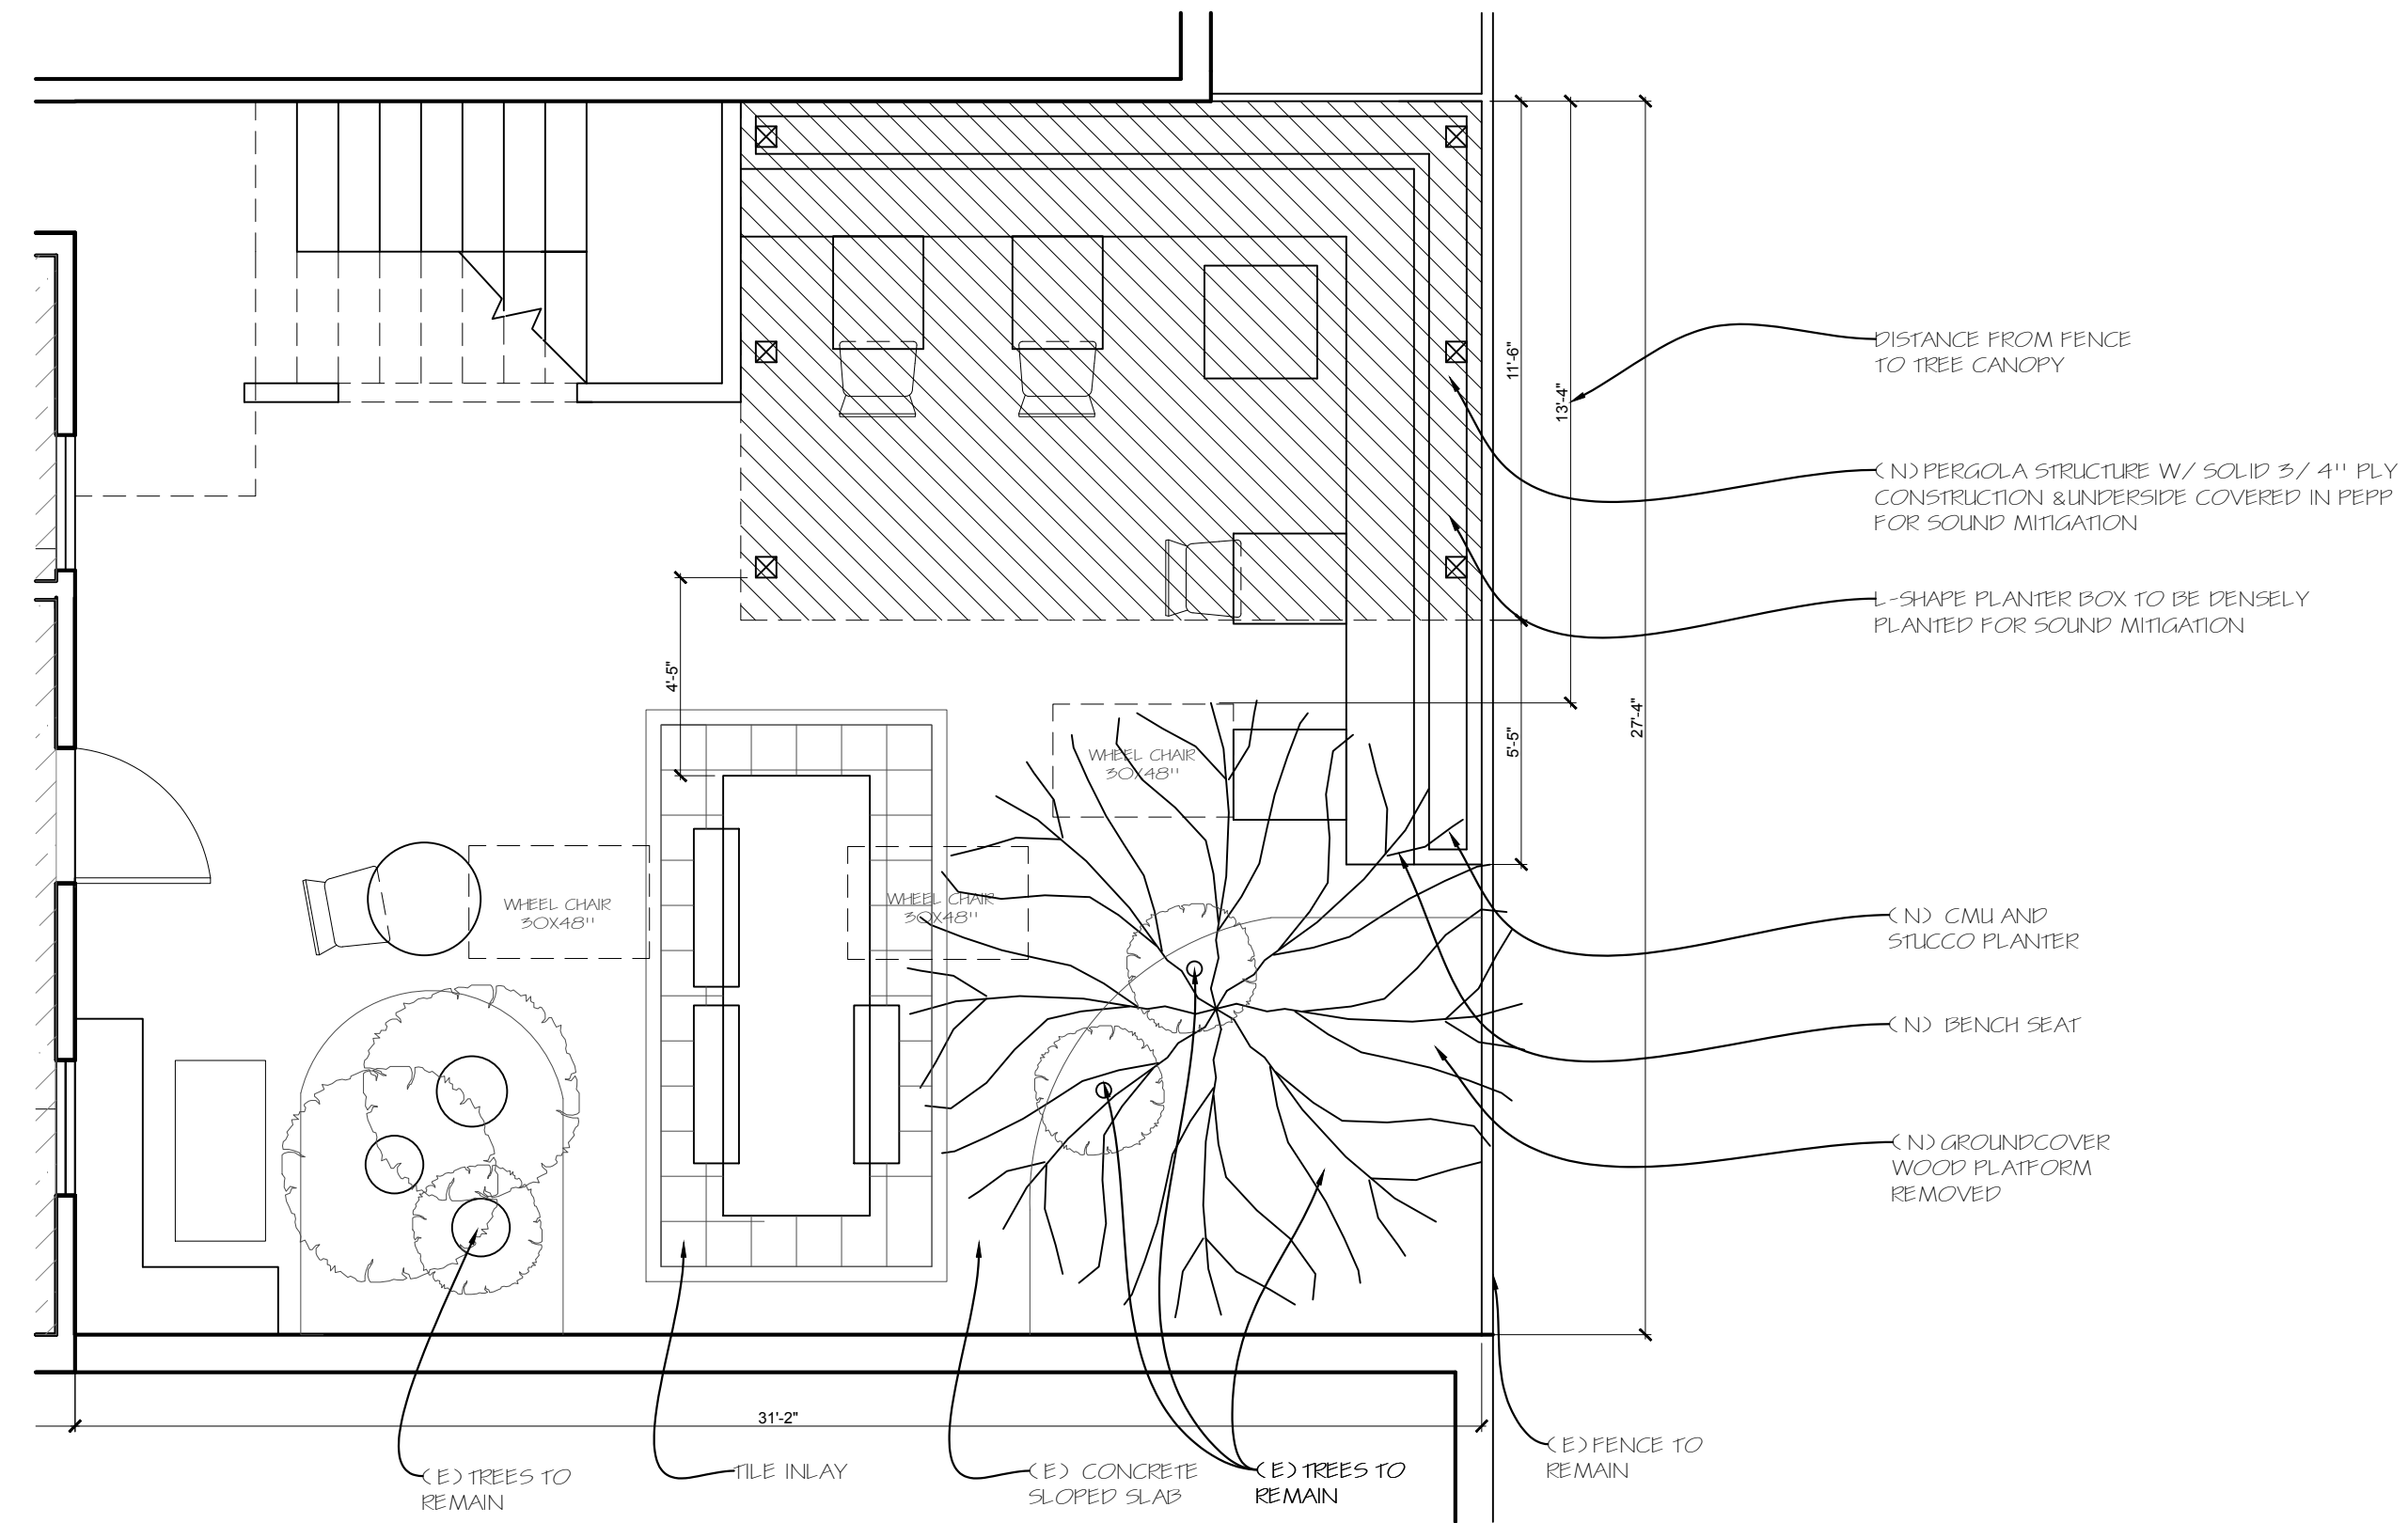 DISTANCE FROM FENCE
TO TREE CANOPY
(N) PERGOLA STRUCTURE W/ SOLID 3/4'' PLY
CONSTRUCTION &UNDERSIDE COVERED IN PEPP
FOR SOUND MITIGATION
L-SHAPE PLANTER BOX TO BE DENSELY
PLANTED FOR SOUND MITIGATION
11'-6"
13'-4"
27'-4"
5'-5"
4'-5"
WHEEL CHAIR
30X48''
WHEEL CHAIR
30X48''
WHEEL CHAIR
30X48''
(N) CMU AND
STUCCO PLANTER
(N) BENCH SEAT
(N) GROUNDCOVER
WOOD PLATFORM
REMOVED
31'-2"
(E) TREES TO
REMAIN
TILE INLAY
(E) CONCRETE
SLOPED SLAB
(E) TREES TO
REMAIN
(E) FENCE TO
REMAIN